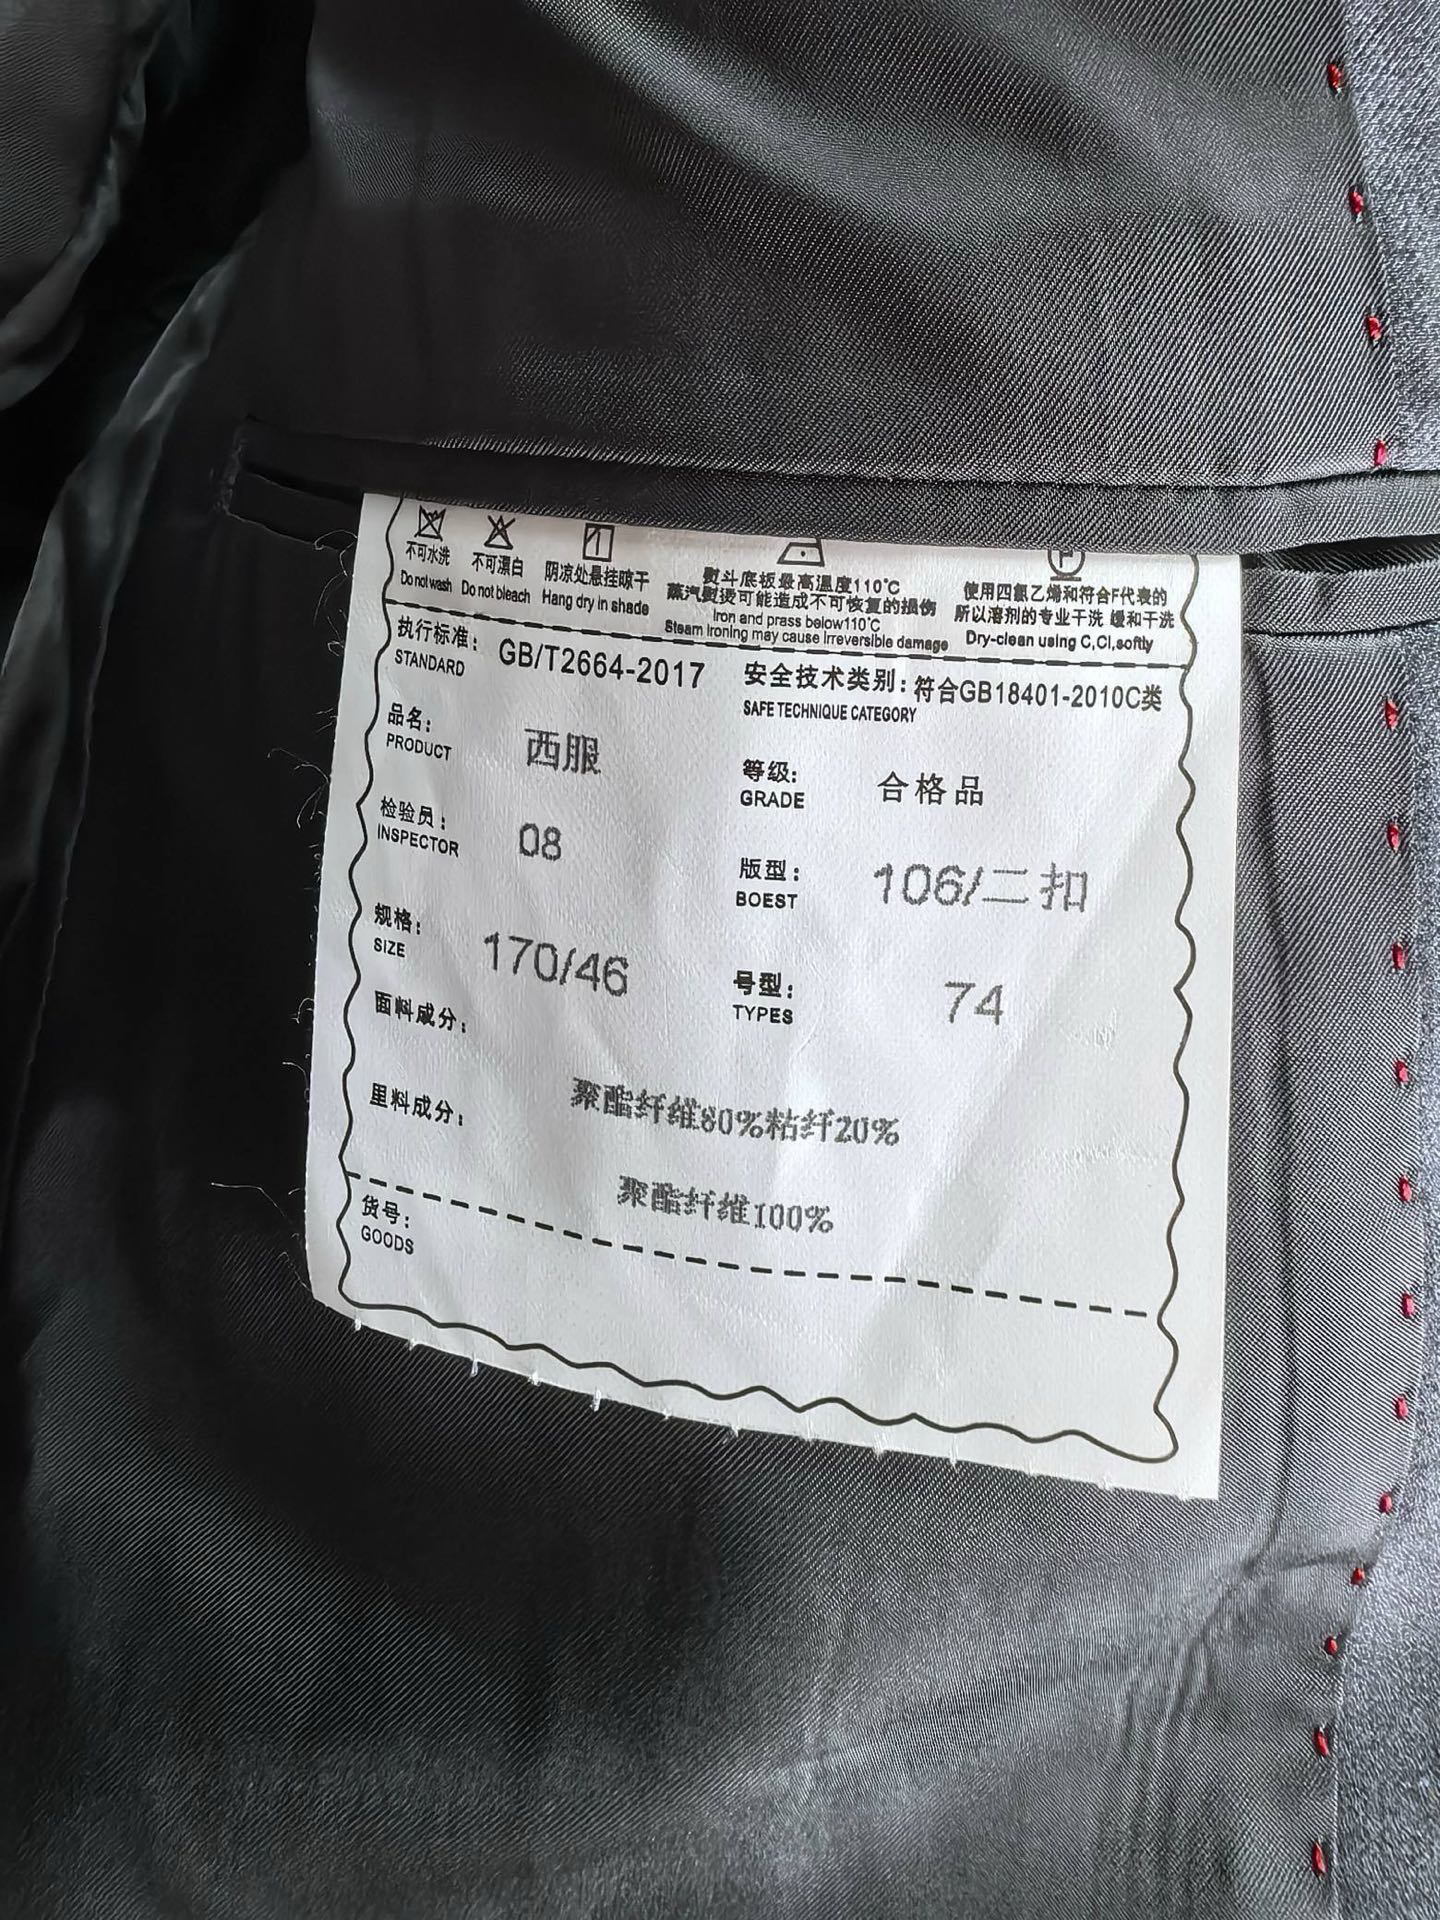 不可水洗 不可漂白 阴凉处悬挂晾干 熨斗底板最高温度110℃ 使用四氯乙烯和符合F代表的
蒸汽熨烫可能造成不可恢复的损伤 所以溶剂的专业干洗 缓和干洗
Do not wash Do not bleach Hang dry in shade Iron and prass below110℃ Dry-clean using C,Cl,softly
Steam ironing may cause Irreversible damage
执行标准: GB/T2664-2017 安全技术类别: 符合GB18401-2010C类
STANDARD SAFE TECHNIQUE CATEGORY
品名: 西服 等级: 合格品
PRODUCT GRADE
检验员: 08 版型: 106/二扣
INSPECTOR BOEST
规格: 170/46 号型: 74
SIZE TYPES
面料成分:
聚酯纤维80%粘纤20%
里料成分:
聚酯纤维100%
货号:
GOODS